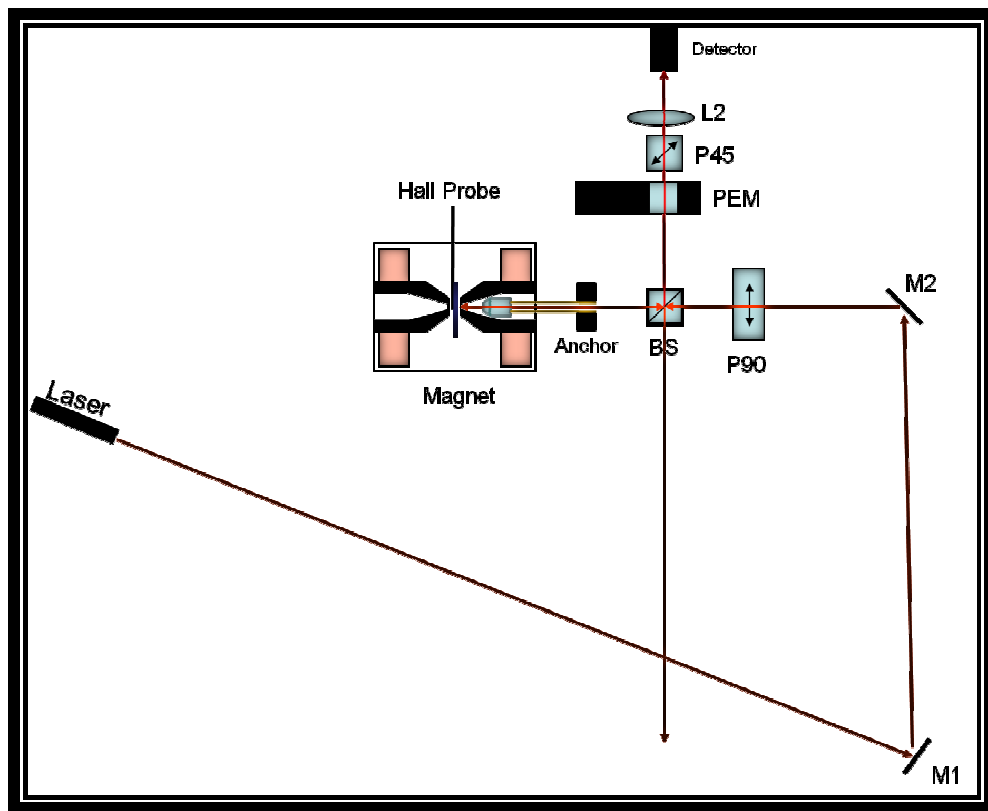 Detector
L2
P45
PEM
Hall Probe
M2
Anchor
BS
P90
Magnet
Laser
M1